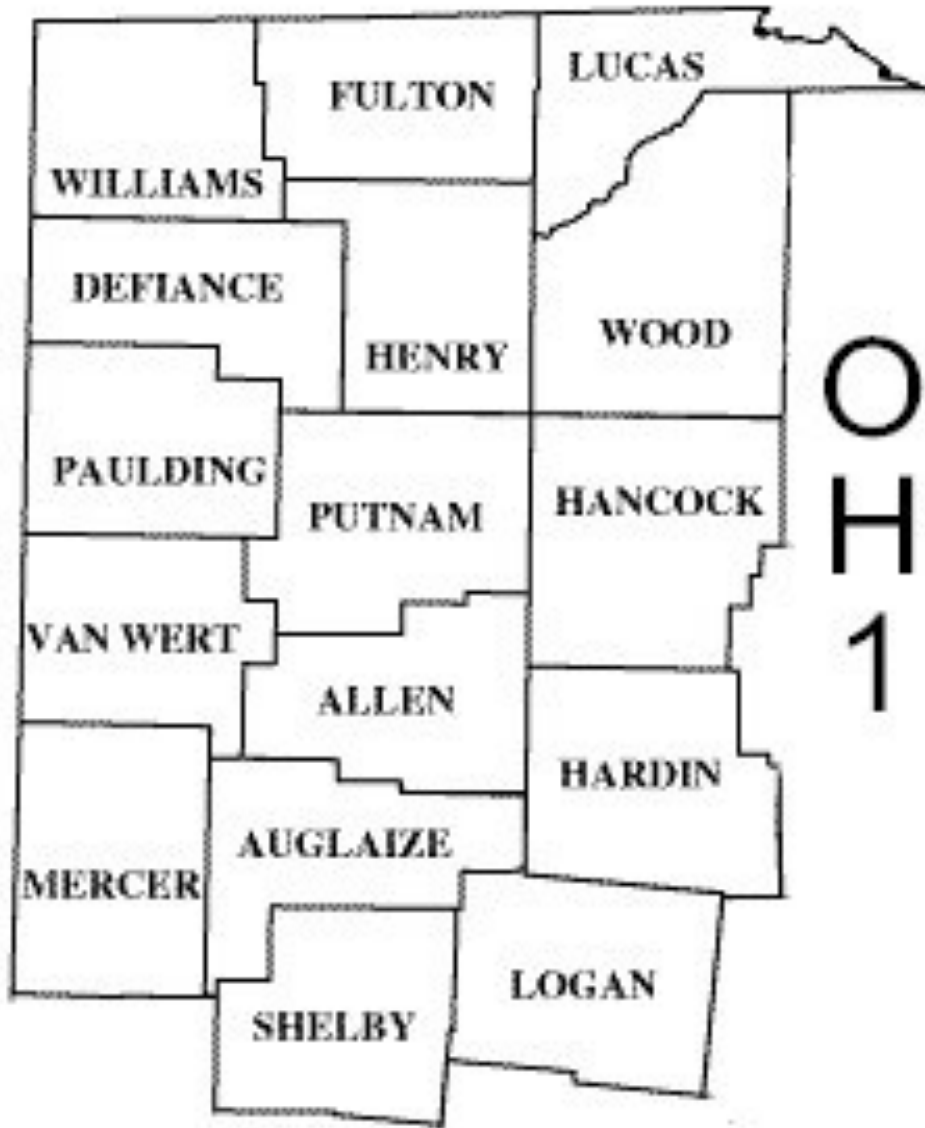 LUCAS
FULTON
WILLIAMS
DEFIANCE
WOOD
HENRY
PAULDING
HANCOCK
PUTNAM
VAN WERT
ALLEN
HARDIN
AUGLAIZE
MERCER
LOGAN
SHELBY
O
H
1